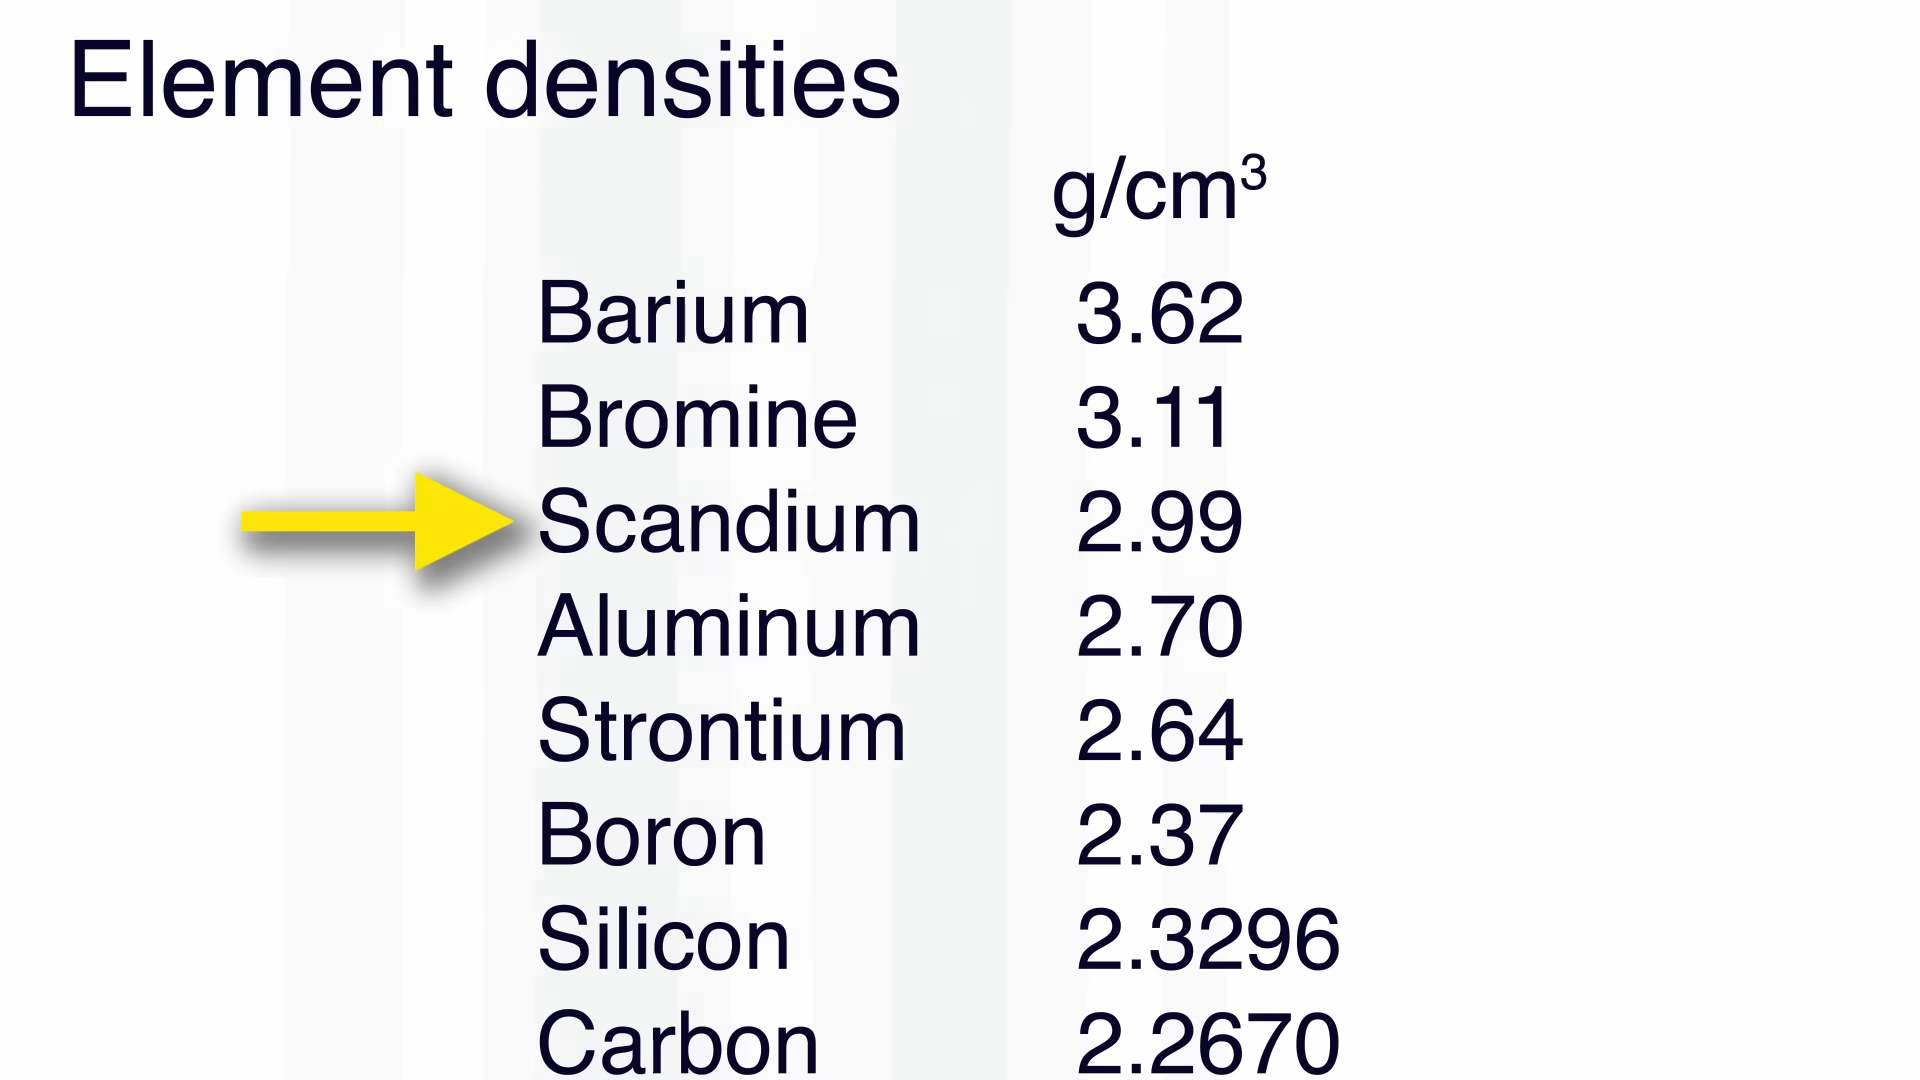 Element densities
g/cm³
Barium 3.62
Bromine 3.11
Scandium 2.99
Aluminum 2.70
Strontium 2.64
Boron 2.37
Silicon 2.3296
Carbon 2.2670